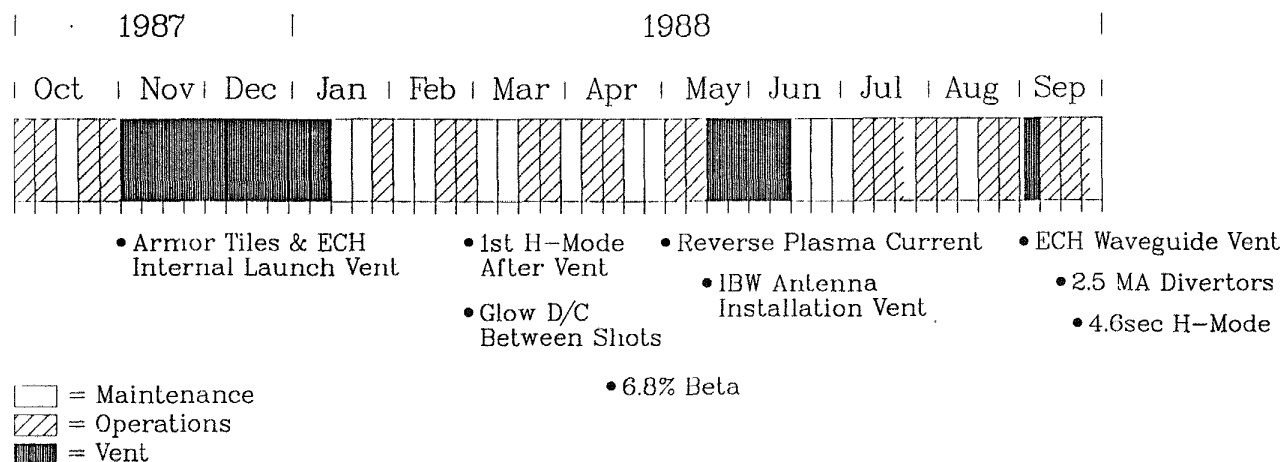 1987 1988
Oct Nov Dec Jan Feb Mar Apr May Jun Jul Aug Sep
• Armor Tiles & ECH
Internal Launch Vent
• 1st H-Mode
After Vent
• Glow D/C
Between Shots
• 6.8% Beta
• Reverse Plasma Current
• IBW Antenna
Installation Vent
• ECH Waveguide Vent
• 2.5 MA Divertors
• 4.6sec H-Mode
= Maintenance
= Operations
= Vent